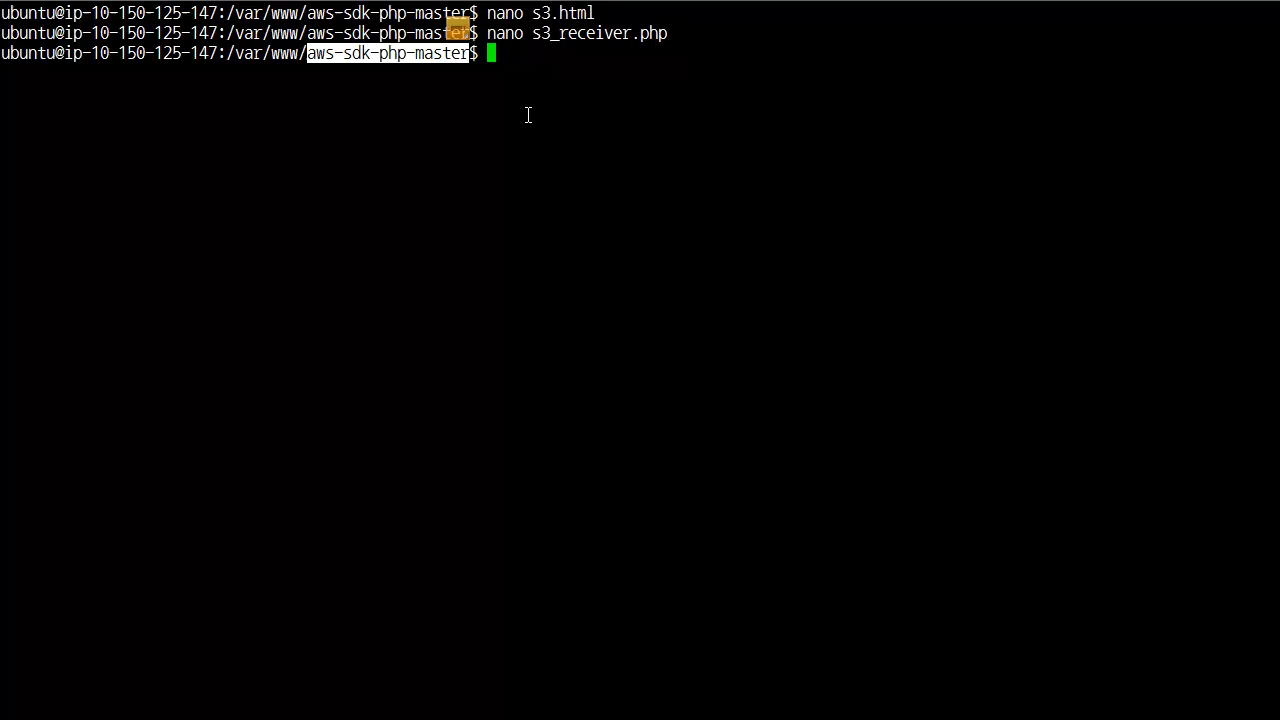 ubuntu@ip-10-150-125-147:/var/www/aws-sdk-php-master$ nano s3.html
ubuntu@ip-10-150-125-147:/var/www/aws-sdk-php-master$ nano s3_receiver.php
ubuntu@ip-10-150-125-147:/var/www/aws-sdk-php-master$